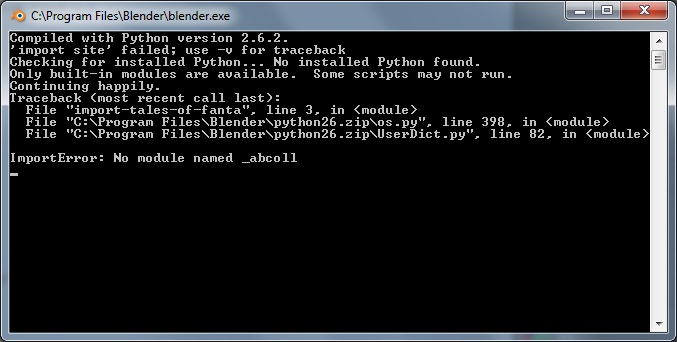 C:\Program Files\Blender\blender.exe
Compiled with Python version 2.6.2.
'import site' failed; use -v for traceback
Checking for installed Python... No installed Python found.
Only built-in modules are available.  Some scripts may not run.
Continuing happily.
Traceback (most recent call last):
  File "import-tales-of-fanta", line 3, in <module>
  File "C:\Program Files\Blender\python26.zip\os.py", line 398, in <module>
  File "C:\Program Files\Blender\python26.zip\UserDict.py", line 82, in <module>
ImportError: No module named _abcoll